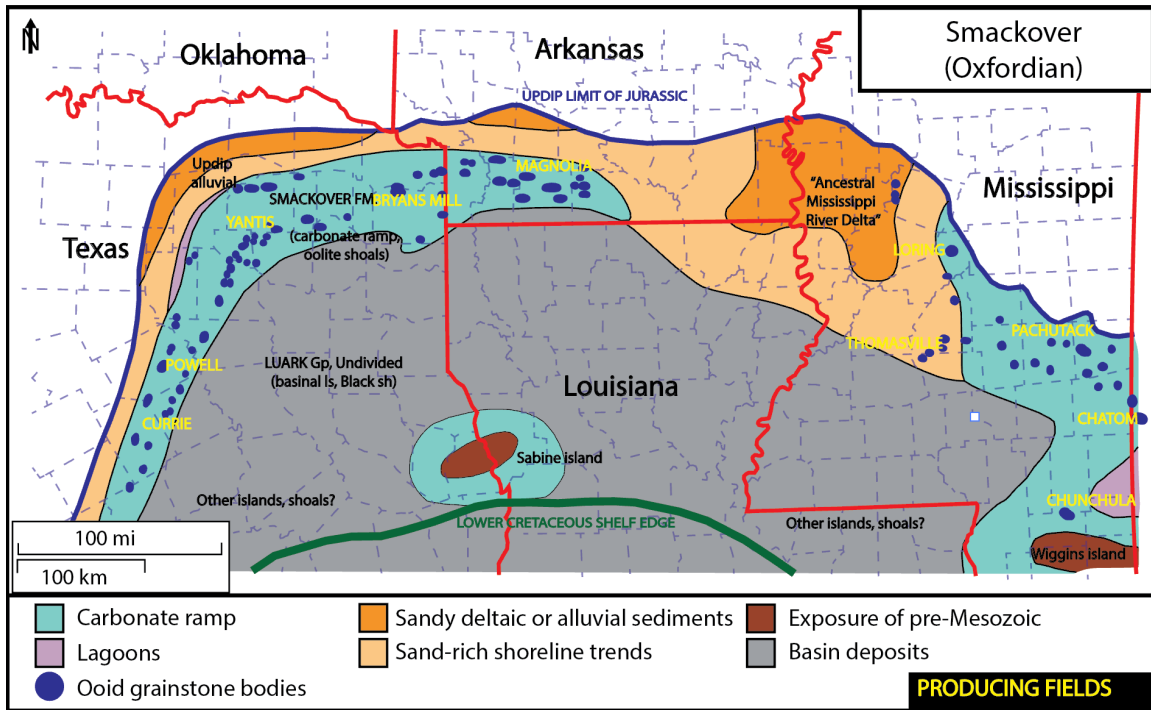 N
Oklahoma
Arkansas
Smackover
(Oxfordian)
UPDIP LIMIT OF JURASSIC
Updip
alluvial
MAGNOLIA
SMACKOVER FM
BRYANS MILL
"Ancestral
Mississippi
River Delta"
Mississippi
YANTIS
Texas
(carbonate ramp,
oolite shoals)
LORING
PACHUTACK
THOMASVILLE
POWELL
LUARK Gp, Undivided
(basinal ls, Black sh)
Louisiana
CURRIE
CHATOM
Sabine island
Other islands, shoals?
CHUNCHULA
LOWER CRETACEOUS SHELF EDGE
Other islands, shoals?
100 mi
100 km
Wiggins island
Carbonate ramp
Sandy deltaic or alluvial sediments
Exposure of pre-Mesozoic
Lagoons
Sand-rich shoreline trends
Basin deposits
Ooid grainstone bodies
PRODUCING FIELDS